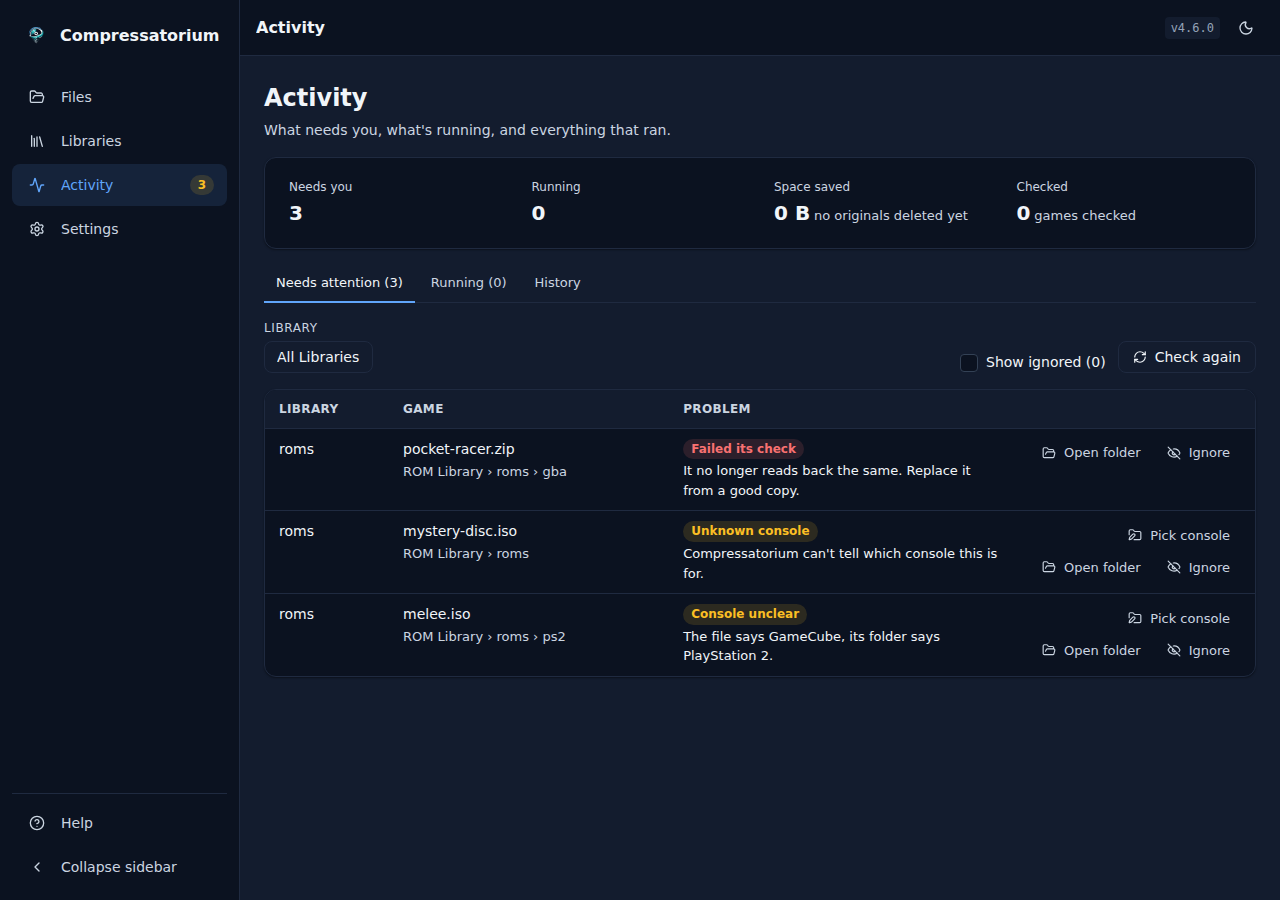 Compressatorium
Activity
v4.6.0
Files
Libraries
Activity
3
Settings
Activity
What needs you, what's running, and everything that ran.
Needs you
Running
Space saved
Checked
3
0
0 B no originals deleted yet
0 games checked
Needs attention (3)
Running (0)
History
LIBRARY
All Libraries
Show ignored (0)
Check again
LIBRARY
GAME
PROBLEM
roms
pocket-racer.zip
ROM Library › roms › gba
Failed its check
It no longer reads back the same. Replace it
from a good copy.
Open folder
Ignore
roms
mystery-disc.iso
ROM Library › roms
Unknown console
Compressatorium can't tell which console this is
for.
Pick console
Open folder
Ignore
roms
melee.iso
ROM Library › roms › ps2
Console unclear
The file says GameCube, its folder says
PlayStation 2.
Pick console
Open folder
Ignore
Help
Collapse sidebar